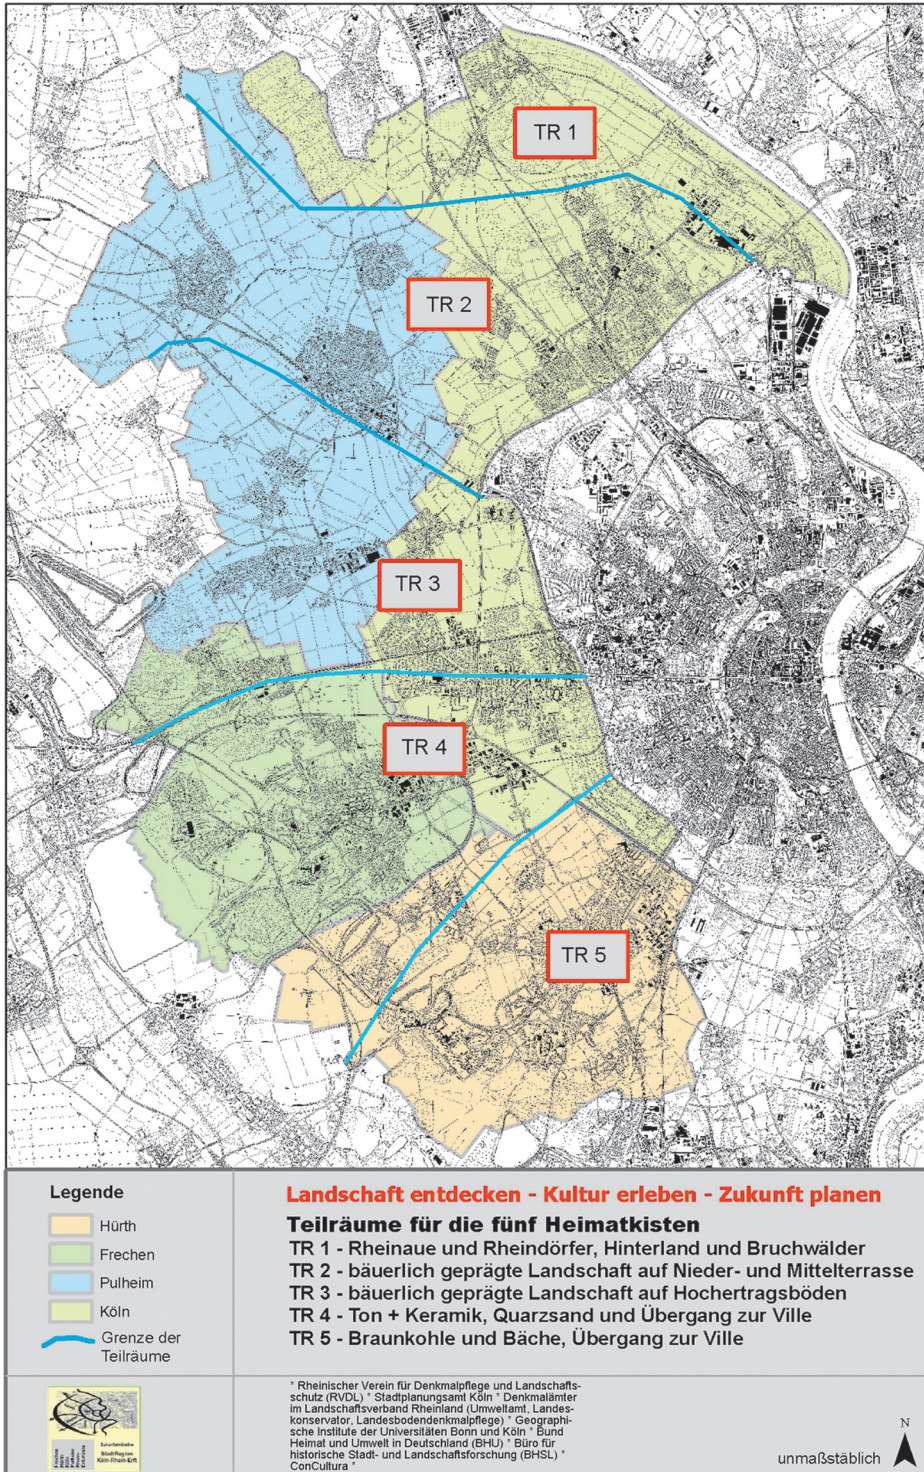 TR 1
TR 2
TR 3
TR 4
TR 5
Legende
Hürth
Frechen
Pulheim
Köln
Grenze der
Teilräume
Landschaft entdecken - Kultur erleben - Zukunft planen
Teilräume für die fünf Heimatkisten
TR 1 - Rheinaue und Rheindörfer, Hinterland und Bruchwälder
TR 2 - bäuerlich geprägte Landschaft auf Nieder- und Mittelterrasse
TR 3 - bäuerlich geprägte Landschaft auf Hochertragsböden
TR 4 - Ton + Keramik, Quarzsand und Übergang zur Ville
TR 5 - Braunkohle und Bäche, Übergang zur Ville
* Rheinischer Verein für Denkmalpflege und Landschafts-
schutz (RVDL) * Stadtplanungsamt Köln * Denkmalämter
im Landschaftsverband Rheinland (Umweltamt, Landes-
konservator, Landesbodendenkmalpflege) * Geographi-
sche Institute der Universitäten Bonn und Köln * Bund
Heimat und Umwelt in Deutschland (BHU) * Büro für
historische Stadt- und Landschaftsforschung (BHSL) *
ConCultura *
StadtRegion
Köln-Rhein-Erft
N
unmaßstäblich